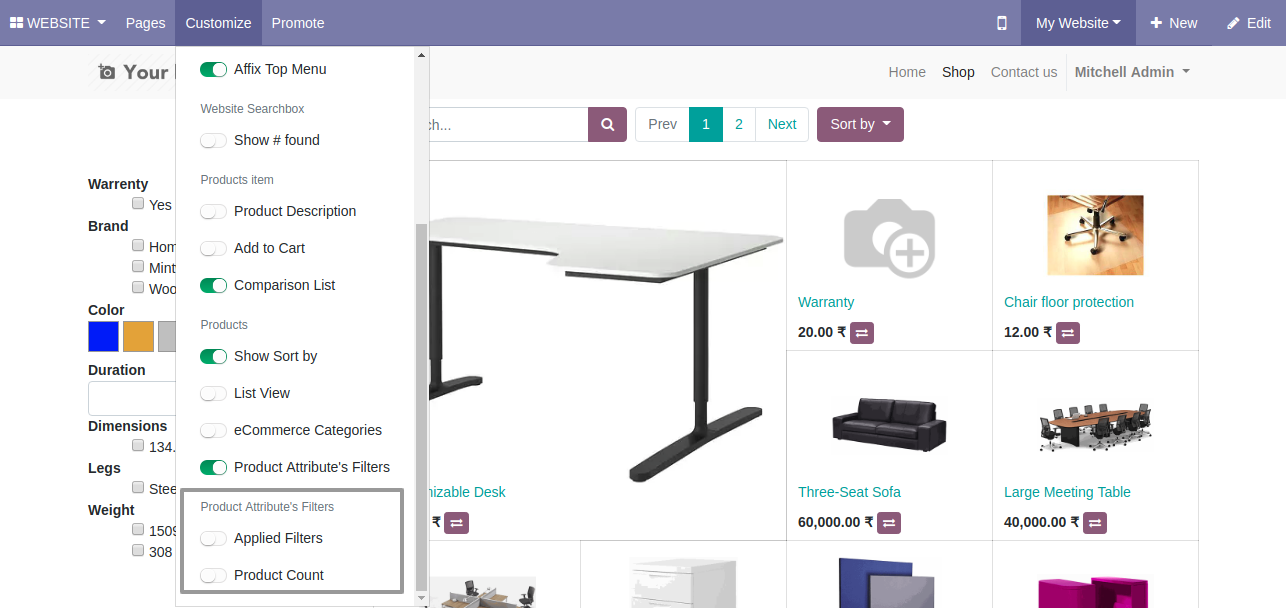 WEBSITE Pages Customize Promote My Website New Edit
Your
Home Shop Contact us Mitchell Admin
Affix Top Menu
Website Searchbox
Show # found
Products item
Product Description
Add to Cart
Comparison List
Products
Show Sort by
List View
eCommerce Categories
Product Attribute's Filters
Product Attribute's Filters
Applied Filters
Product Count
ch...
Prev 1 2 Next
Sort by
Warrenty
Yes
Brand
Hom
Mint
Woo
Color
Duration
Dimensions
134.
Legs
Stee
Weight
1509
308
Warranty
20.00 ₹
Chair floor protection
12.00 ₹
nizable Desk
₹
Three-Seat Sofa
60,000.00 ₹
Large Meeting Table
40,000.00 ₹